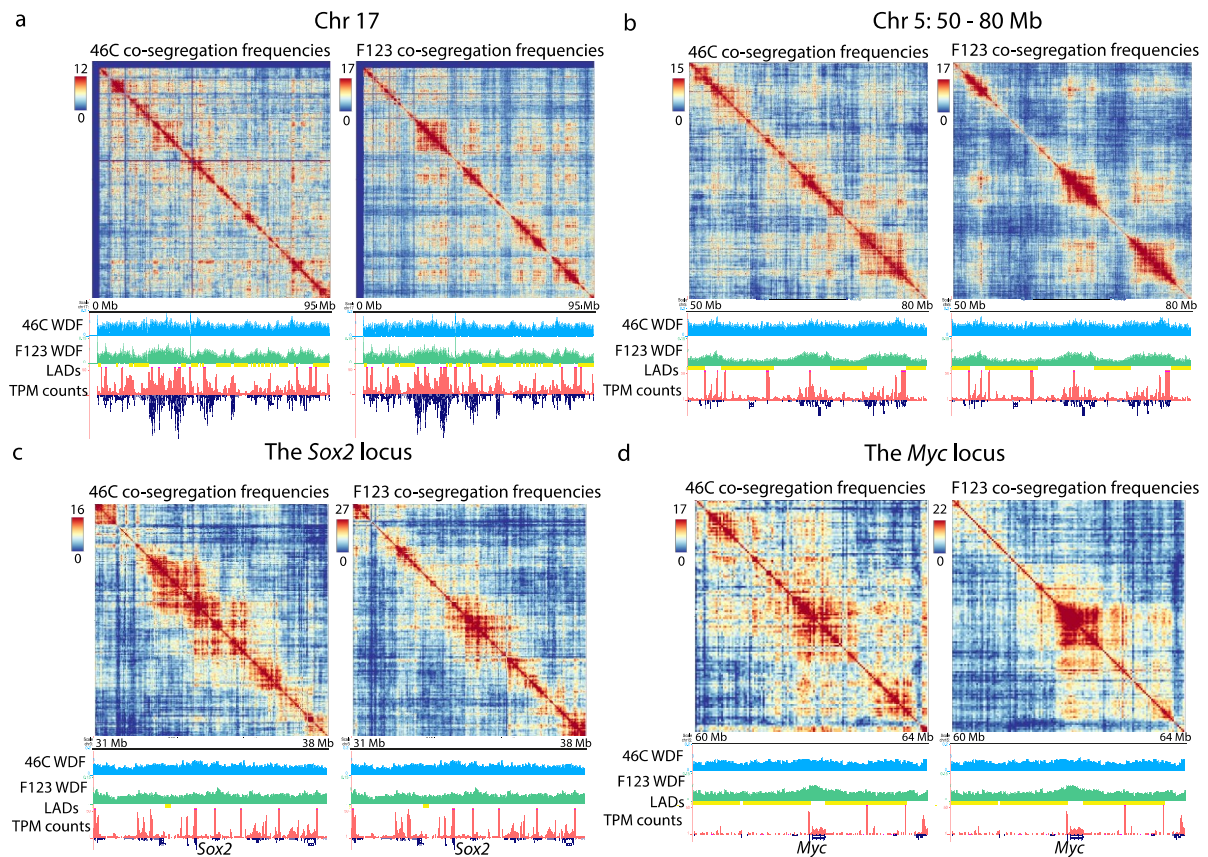 a
Chr 17
46C co-segregation frequencies
F123 co-segregation frequencies
12
0
17
0
0 Mb
95 Mb
0 Mb
95 Mb
46C WDF
F123 WDF
LADs
TPM counts
b
Chr 5: 50 - 80 Mb
46C co-segregation frequencies
F123 co-segregation frequencies
15
0
17
0
50 Mb
80 Mb
50 Mb
80 Mb
46C WDF
F123 WDF
LADs
TPM counts
c
The Sox2 locus
46C co-segregation frequencies
F123 co-segregation frequencies
16
0
27
0
31 Mb
38 Mb
31 Mb
38 Mb
46C WDF
F123 WDF
LADs
TPM counts
Sox2
Sox2
d
The Myc locus
46C co-segregation frequencies
F123 co-segregation frequencies
17
0
22
0
60 Mb
64 Mb
60 Mb
64 Mb
46C WDF
F123 WDF
LADs
TPM counts
Myc
Myc